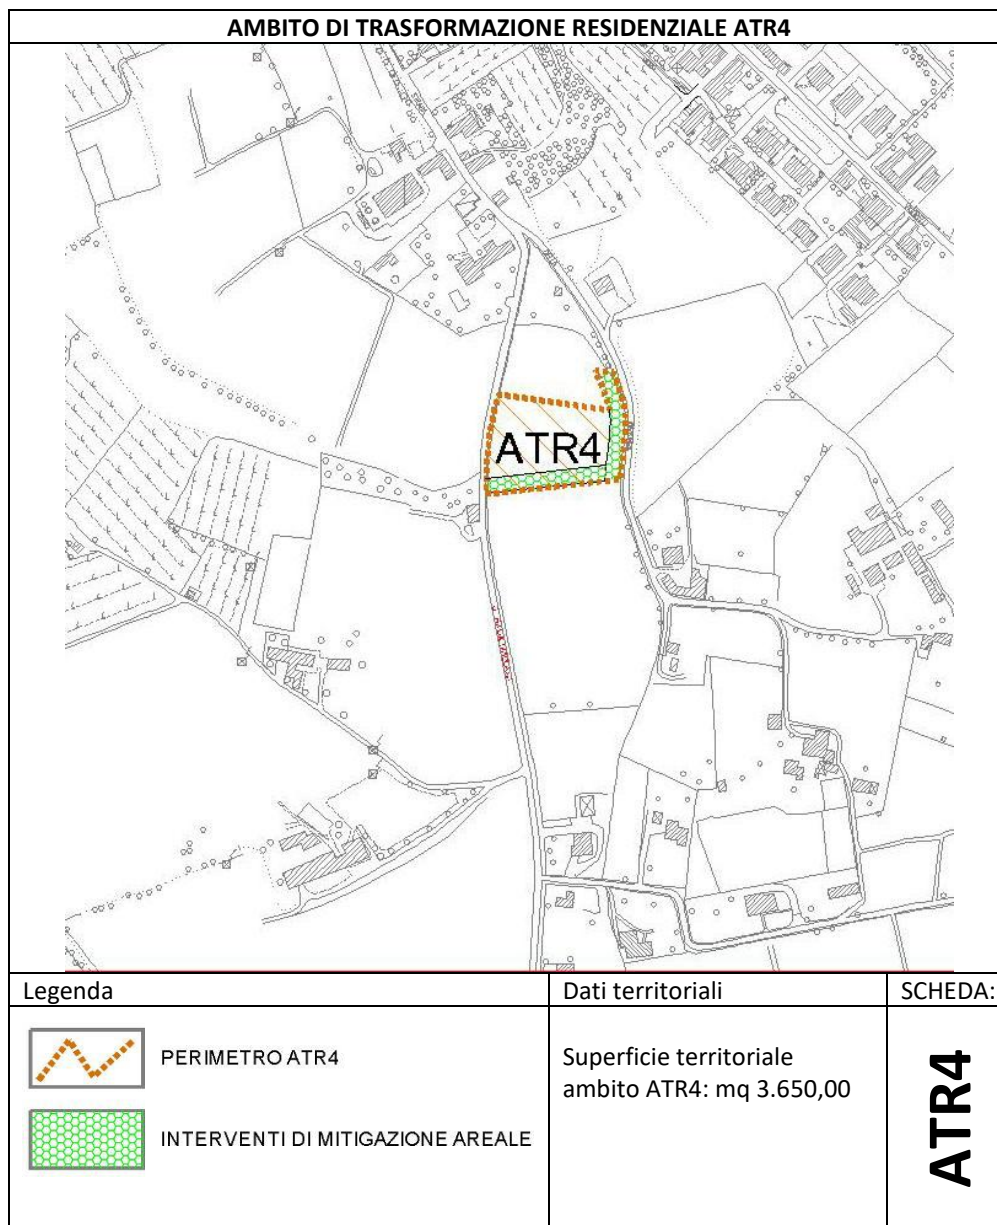 AMBITO DI TRASFORMAZIONE RESIDENZIALE ATR4
ATR4
Legenda
Dati territoriali
SCHEDA:
PERIMETRO ATR4
INTERVENTI DI MITIGAZIONE AREALE
Superficie territoriale
ambito ATR4: mq 3.650,00
ATR4